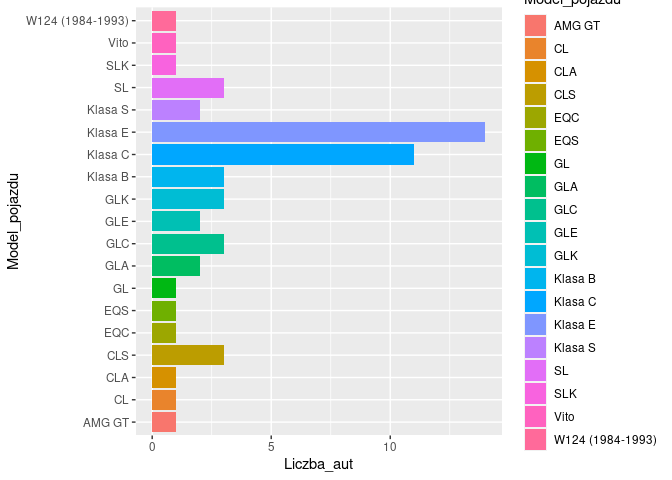 Model_pojazdu
W124 (1984-1993)
Vito
SLK
SL
Klasa S
Klasa E
Klasa C
Klasa B
GLK
GLE
GLC
GLA
GL
EQS
EQC
CLS
CLA
CL
AMG GT
0 5 10
Liczba_aut
Model_pojazdu
AMG GT
CL
CLA
CLS
EQC
EQS
GL
GLA
GLC
GLE
GLK
Klasa B
Klasa C
Klasa E
Klasa S
SL
SLK
Vito
W124 (1984-1993)